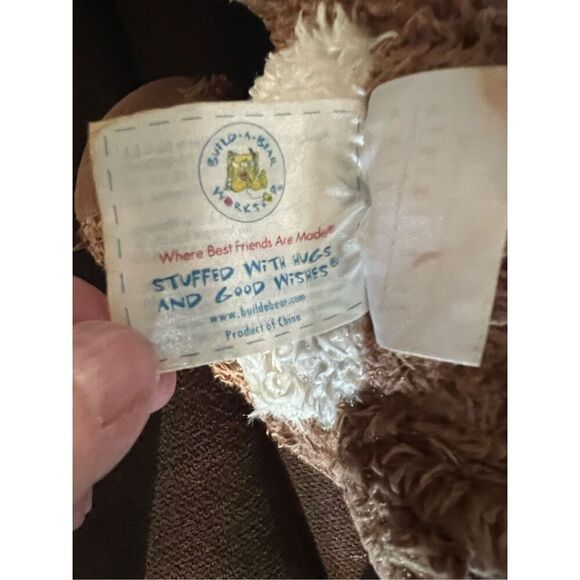 BUILD-A-BEAR
WORKSHOP®
Where Best Friends Are Made®
STUFFED WITH HUGS
AND GOOD WISHES®
www.buildabear.com
Product of China